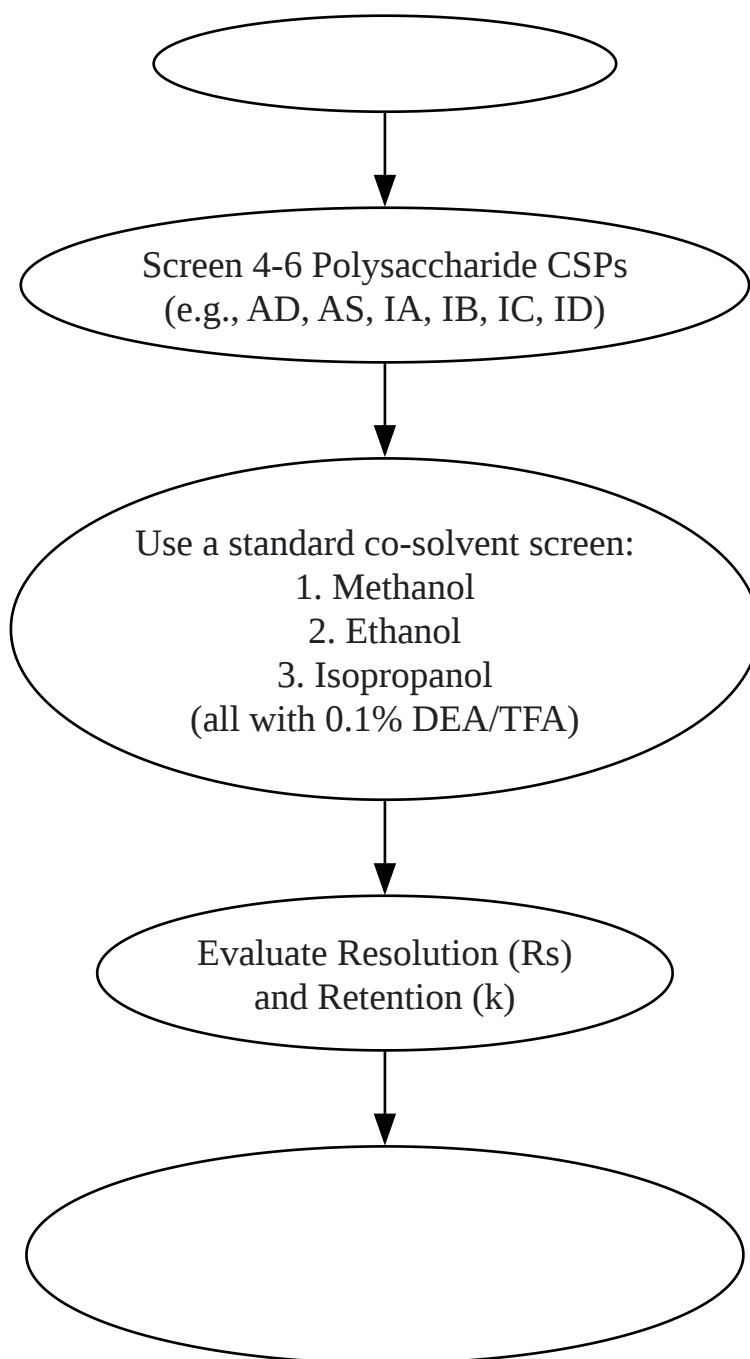 Screen 4-6 Polysaccharide CSPs
(e.g., AD, AS, IA, IB, IC, ID)
Use a standard co-solvent screen:
1. Methanol
2. Ethanol
3. Isopropanol
(all with 0.1% DEA/TFA)
Evaluate Resolution (Rs)
and Retention (k)